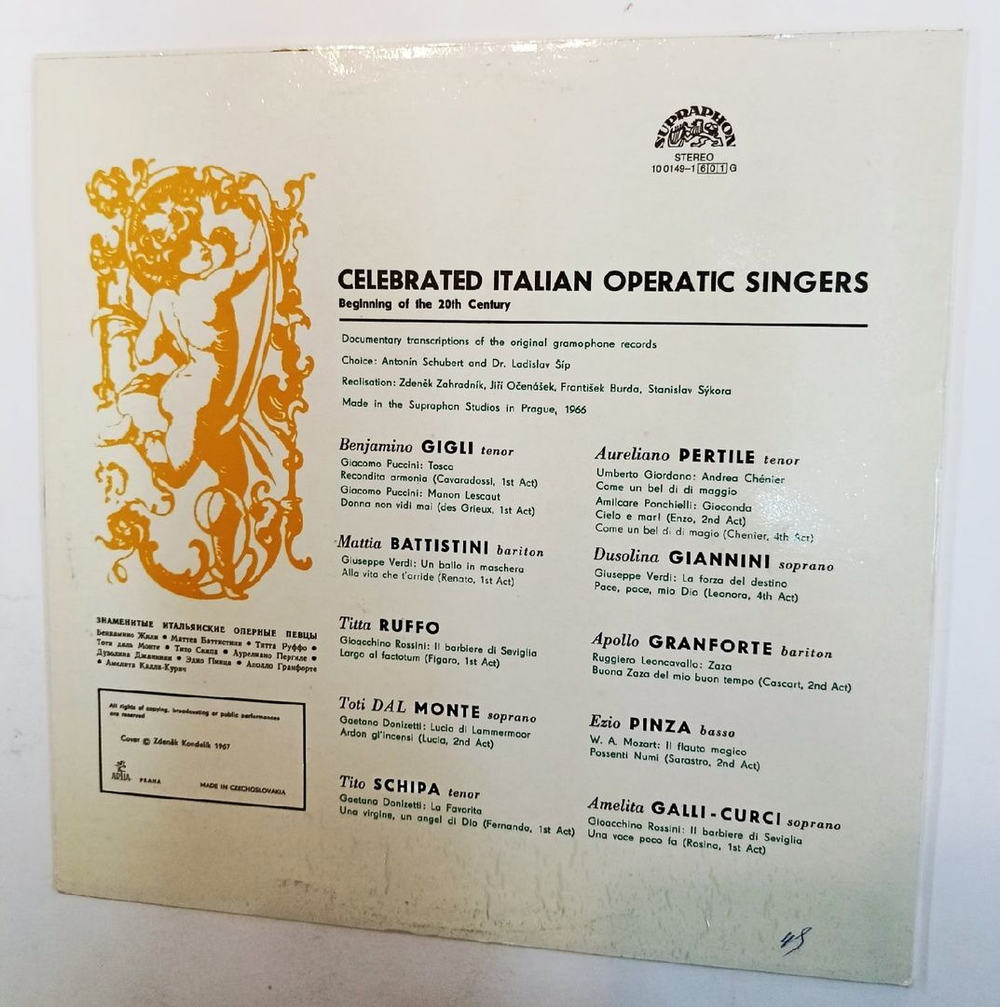 SUPRAPHON
STEREO
10 0149-1 601 G
CELEBRATED ITALIAN OPERATIC SINGERS
Beginning of the 20th Century
Documentary transcriptions of the original gramophone records
Choice: Antonín Schubert and Dr. Ladislav Šíp
Realisation: Zdeněk Zahradník, Jiří Očenášek, František Burda, Stanislav Sýkora
Made in the Supraphon Studios in Prague, 1966
Benjamino GIGLI tenor
Giacomo Puccini: Tosca
Recondita armonia (Cavaradossi, 1st Act)
Giacomo Puccini: Manon Lescaut
Donna non vidi mai (des Grieux, 1st Act)
Mattia BATTISTINI bariton
Giuseppe Verdi: Un ballo in maschera
Alla vita che t'arride (Renato, 1st Act)
Titta RUFFO
Gioacchino Rossini: Il barbiere di Seviglia
Largo al factotum (Figaro, 1st Act)
Toti DAL MONTE soprano
Gaetano Donizetti: Lucia di Lammermoor
Ardon gl'incensi (Lucia, 2nd Act)
Tito SCHIPA tenor
Gaetano Donizetti: La Favorita
Una virgine, un angel di Dio (Fernando, 1st Act)
Aureliano PERTILE tenor
Umberto Giordano: Andrea Chénier
Come un bel di di maggio
Amilcare Ponchielli: Gioconda
Cielo e mar! (Enzo, 2nd Act)
Come un bel di di magio (Chenier, 4th Act)
Dusolina GIANNINI soprano
Giuseppe Verdi: La forza del destino
Pace, pace, mio Dio (Leonora, 4th Act)
Apollo GRANFORTE bariton
Ruggiero Leoncavallo: Zaza
Buona Zaza del mio buon tempo (Cascart, 2nd Act)
Ezio PINZA basso
W. A. Mozart: Il flauto magico
Possenti Numi (Sarastro, 2nd Act)
Amelita GALLI-CURCI soprano
Gioacchino Rossini: Il barbiere di Seviglia
Una voce poco fa (Rosina, 1st Act)
ЗНАМЕНИТЫЕ ИТАЛЬЯНСКИЕ ОПЕРНЫЕ ПЕВЦЫ
Бенжамино Жили • Маттея Баттистини • Титта Руффо •
Тоти даль Монте • Тито Скипа • Аурелиано Пертиле •
Дузолина Джаннини • Эдио Пинца • Аполло Гранфорте
• Амелита Калли-Курич
All rights of copying, broadcasting or public performances
are reserved
Cover © Zdeněk Kondelík 1967
ARTIA PRAHA MADE IN CZECHOSLOVAKIA